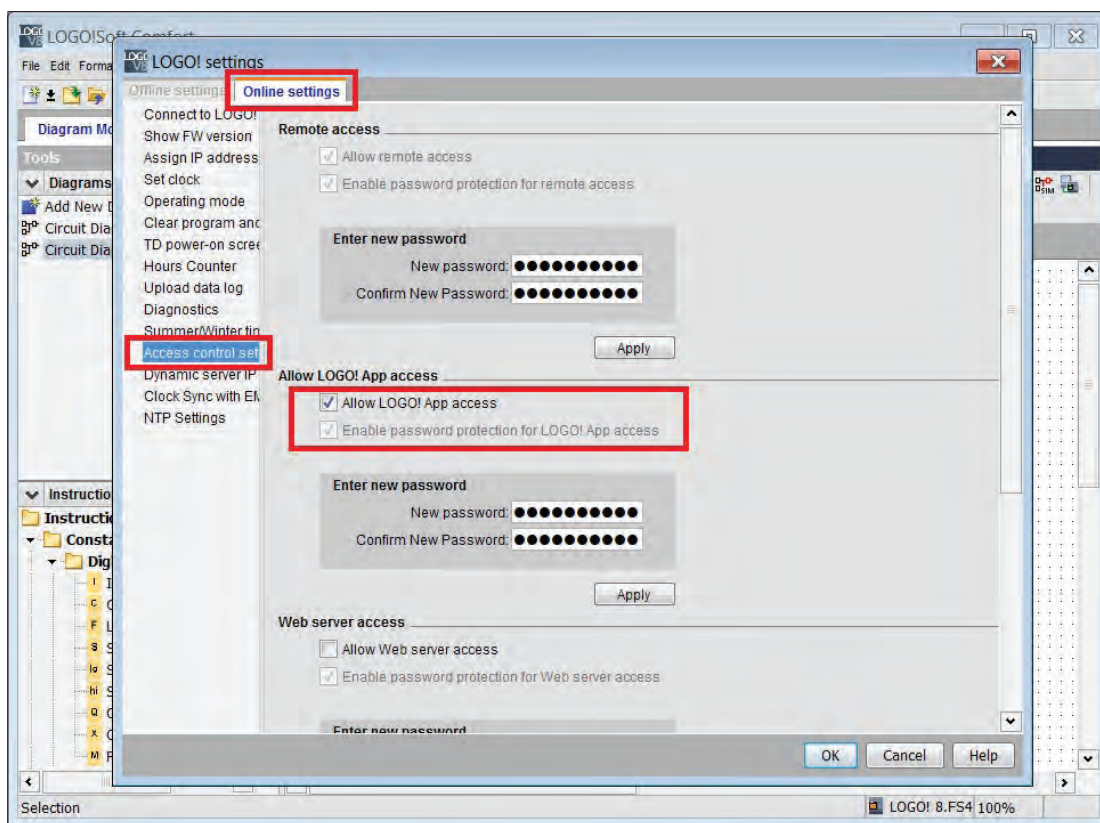 LOGO!Soft Comfort
File Edit Forma
LOGO! settings
Offline settings Online settings
Diagram Mo
Tools
Diagrams
Add New D
Circuit Dia
Circuit Dia
Connect to LOGO!
Show FW version
Assign IP address
Set clock
Operating mode
Clear program and
TD power-on scree
Hours Counter
Upload data log
Diagnostics
Summer/Winter tim
Access control set
Dynamic server IP
Clock Sync with EM
NTP Settings
Remote access
Allow remote access
Enable password protection for remote access
Enter new password
New password: ●●●●●●●●●●
Confirm New Password: ●●●●●●●●●●
Apply
Allow LOGO! App access
Allow LOGO! App access
Enable password protection for LOGO! App access
Enter new password
New password: ●●●●●●●●●●
Confirm New Password: ●●●●●●●●●●
Apply
Web server access
Allow Web server access
Enable password protection for Web server access
Enter new password
Instructio
Instructi
Consta
Dig
OK Cancel Help
Selection
LOGO! 8.FS4 100%